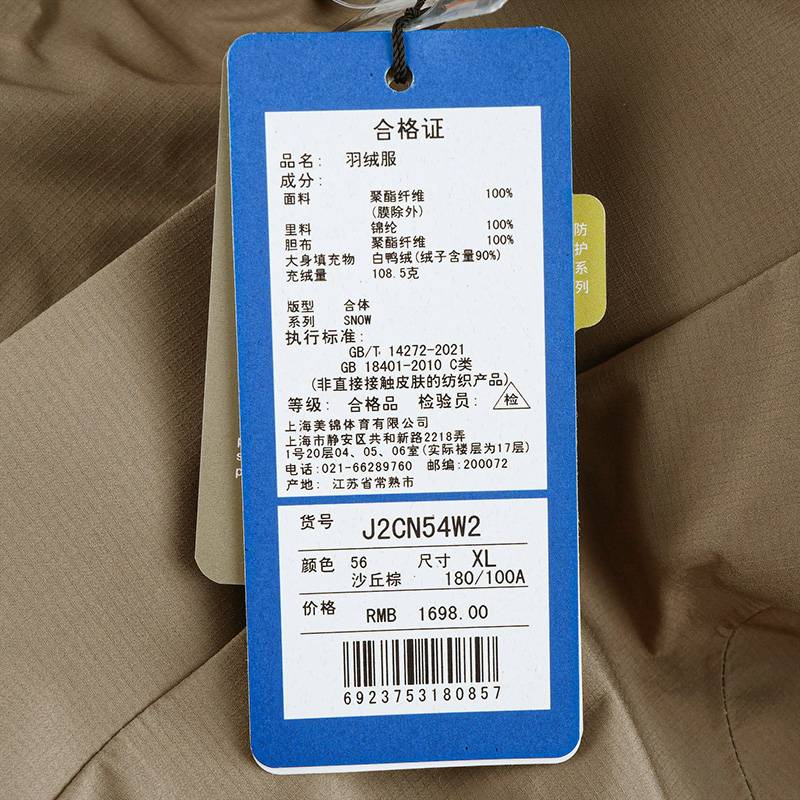 合格证
品名: 羽绒服
成分:
面料 聚酯纤维 100%
(膜除外)
里料 锦纶 100%
胆布 聚酯纤维 100%
大身填充物 白鸭绒(绒子含量90%)
充绒量 108.5克
版型 合体
系列 SNOW
执行标准:
GB/T 14272-2021
GB 18401-2010 C类
(非直接接触皮肤的纺织产品)
等级: 合格品 检验员: 检
上海美锦体育有限公司
上海市静安区共和新路2218弄
1号20层04、05、06室(实际楼层为17层)
电话:021-66289760 邮编:200072
产地: 江苏省常熟市
货号 J2CN54W2
颜色 56 尺寸 XL
沙丘棕 180/100A
价格 RMB 1698.00
6923753180857
防护系列